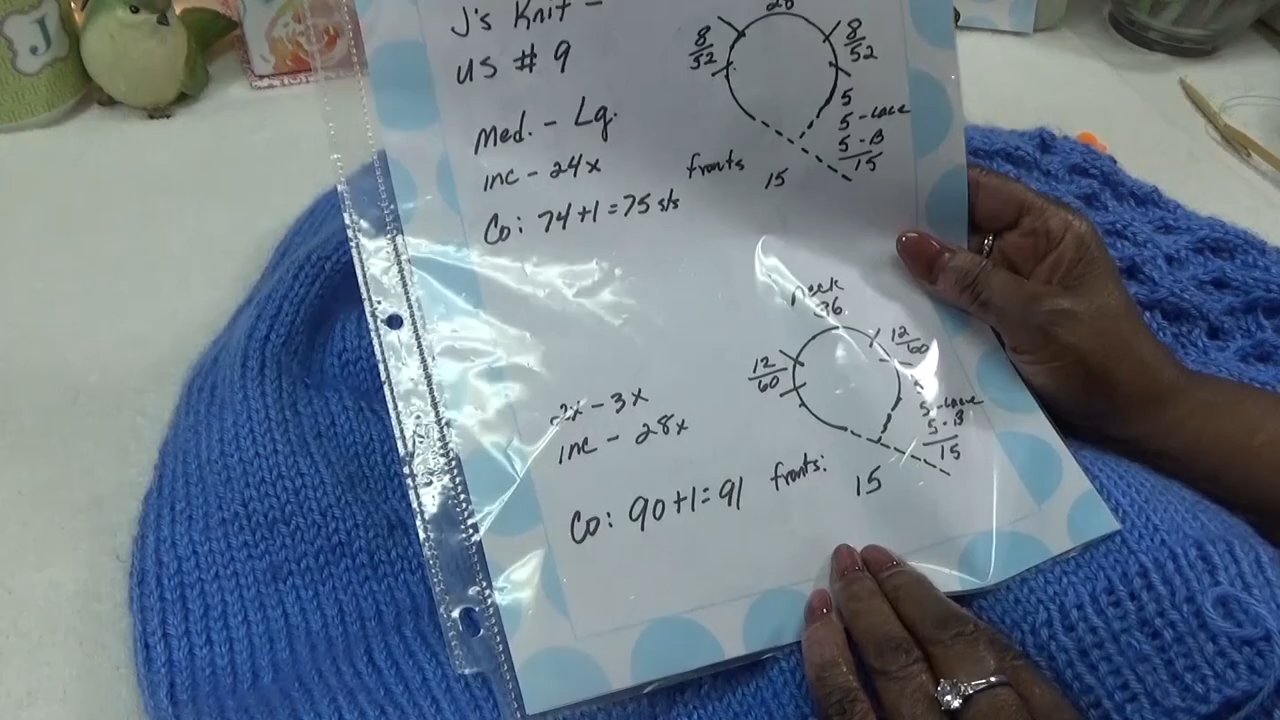 J
J's Knit -
US # 9
Med. - Lg.
inc - 24x
Co: 74+1=75 sts
28
8/52
8/52
5
5-Lace
5-B
15
fronts
15
2x - 3x
inc - 28x
Co: 90+1=91
neck
36
12/60
12/60
5-Lace
5-B
15
fronts:
15